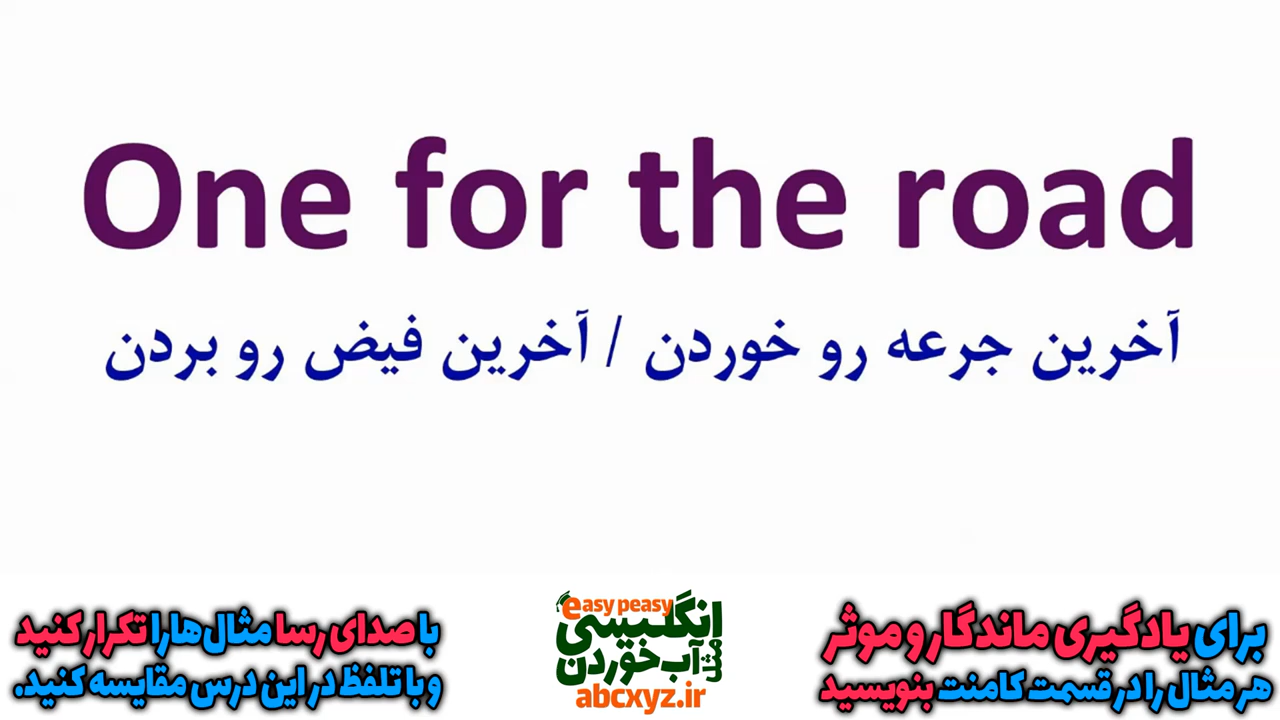 One for the road
آخرین جرعه رو خوردن / آخرین فیض رو بردن
برای یادگیری ماندگار و موثر
هر مثال را در قسمت کامنت بنویسید
easy peasy
انگلیسی
مثل آب خوردن
abcxyz.ir
با صدای رسا مثال‌ها را تکرار کنید
و با تلفظ در این درس مقایسه کنید.